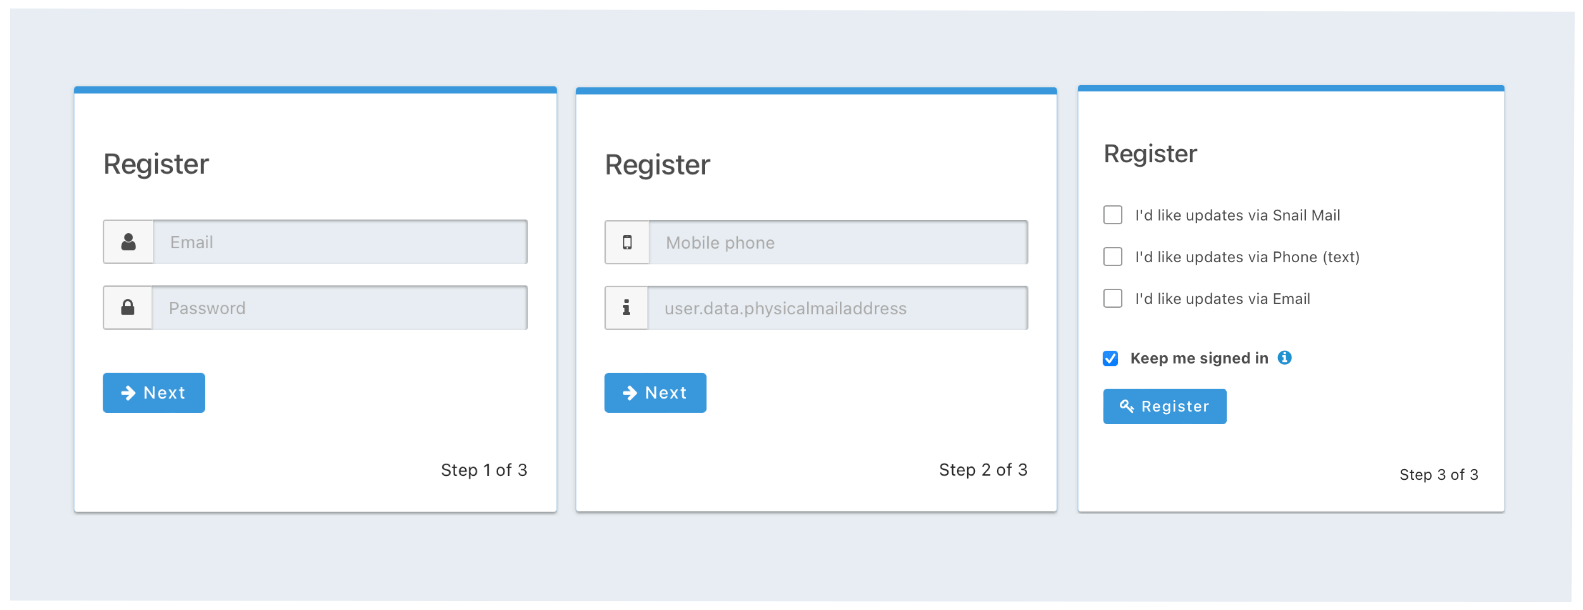 Register
Email
Password
Next
Step 1 of 3
Register
Mobile phone
user.data.physicalmailaddress
Next
Step 2 of 3
Register
I'd like updates via Snail Mail
I'd like updates via Phone (text)
I'd like updates via Email
Keep me signed in
Register
Step 3 of 3